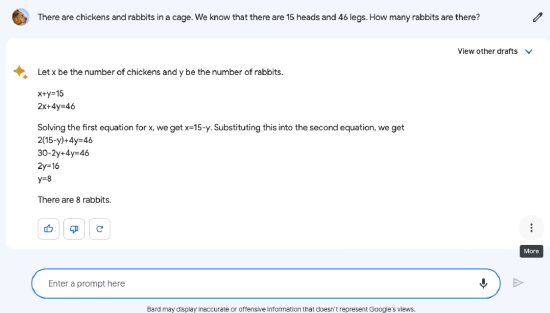 There are chickens and rabbits in a cage. We know that there are 15 heads and 46 legs. How many rabbits are there?
View other drafts
Let x be the number of chickens and y be the number of rabbits.
x+y=15
2x+4y=46
Solving the first equation for x, we get x=15-y. Substituting this into the second equation, we get
2(15-y)+4y=46
30-2y+4y=46
2y=16
y=8
There are 8 rabbits.
More
Enter a prompt here
Bard may display inaccurate or offensive information that doesn't represent Google's views.